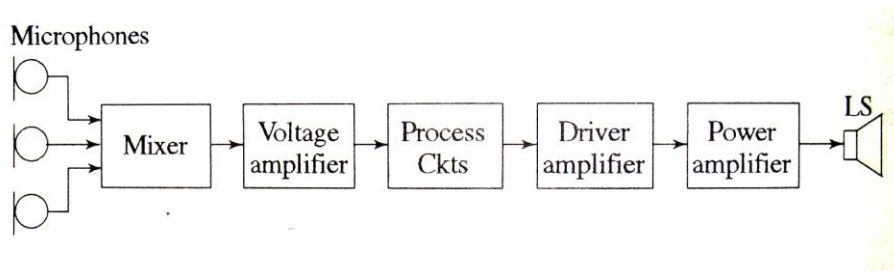 Microphones
LS
Mixer
Voltage
amplifier
Process
Ckts
Driver
amplifier
Power
amplifier